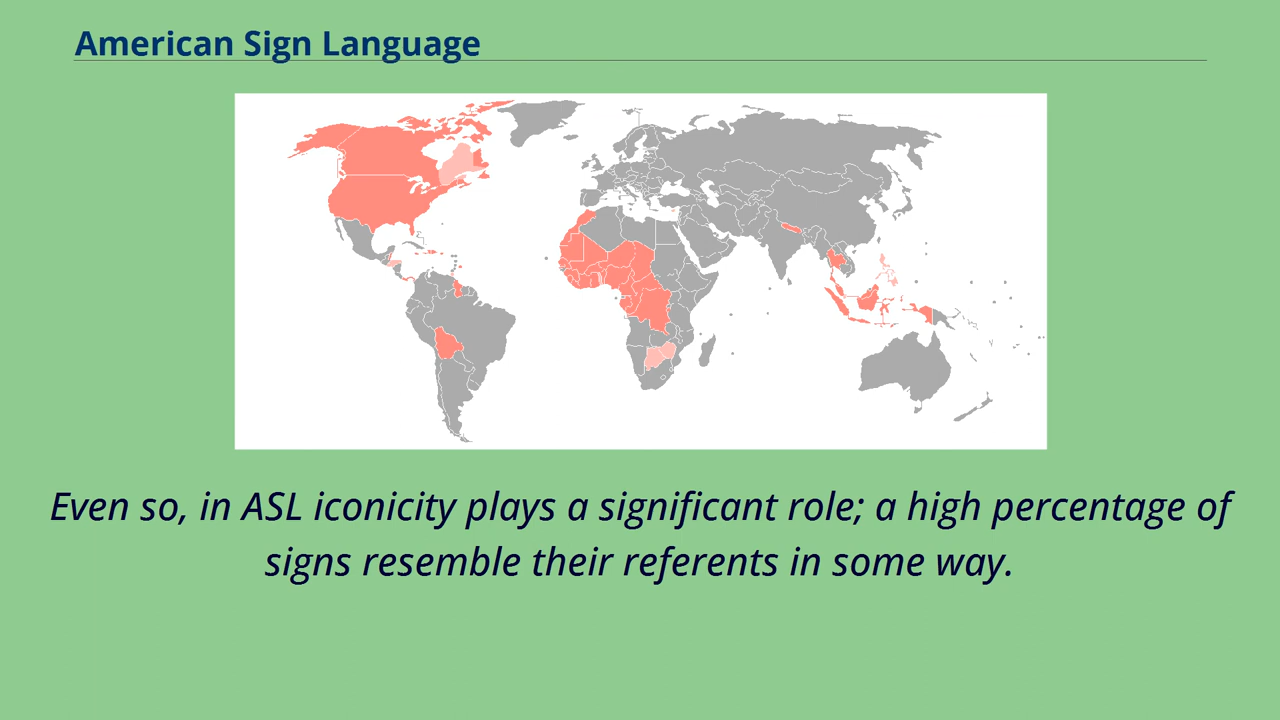 American Sign Language
Even so, in ASL iconicity plays a significant role; a high percentage of
signs resemble their referents in some way.